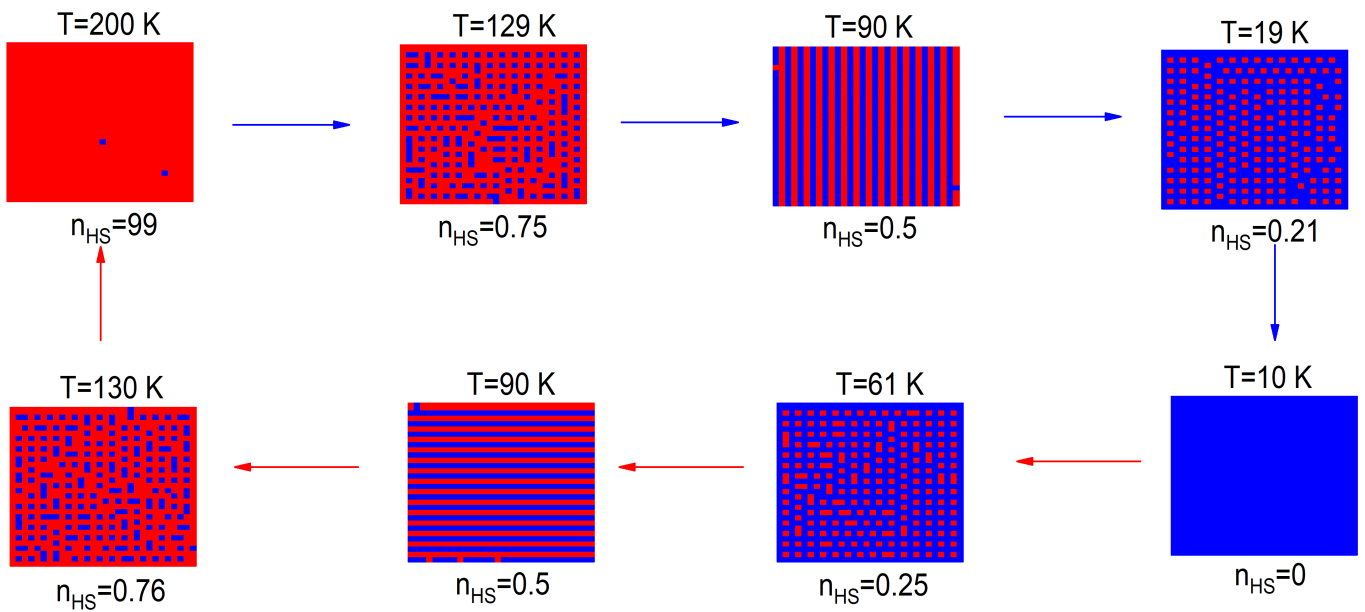 T=200 K
T=129 K
T=90 K
T=19 K
n_HS=99
n_HS=0.75
n_HS=0.5
n_HS=0.21
T=130 K
T=90 K
T=61 K
T=10 K
n_HS=0.76
n_HS=0.5
n_HS=0.25
n_HS=0